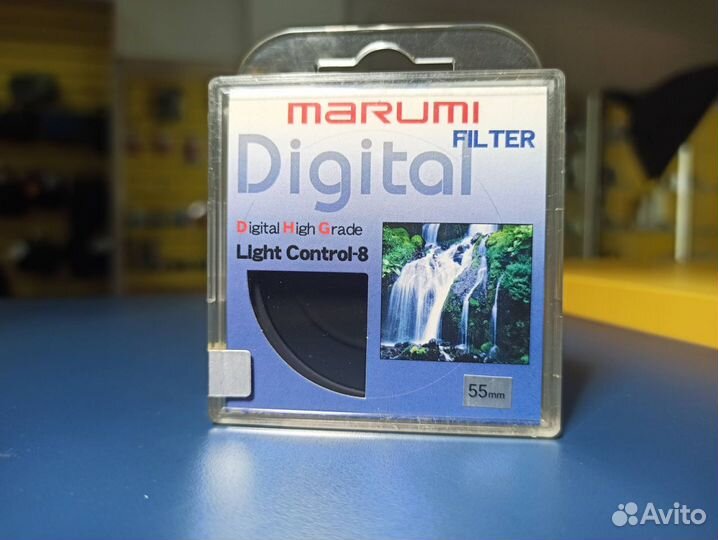 marumi
FILTER
Digital
Digital High Grade
Light Control-8
55mm
Avito